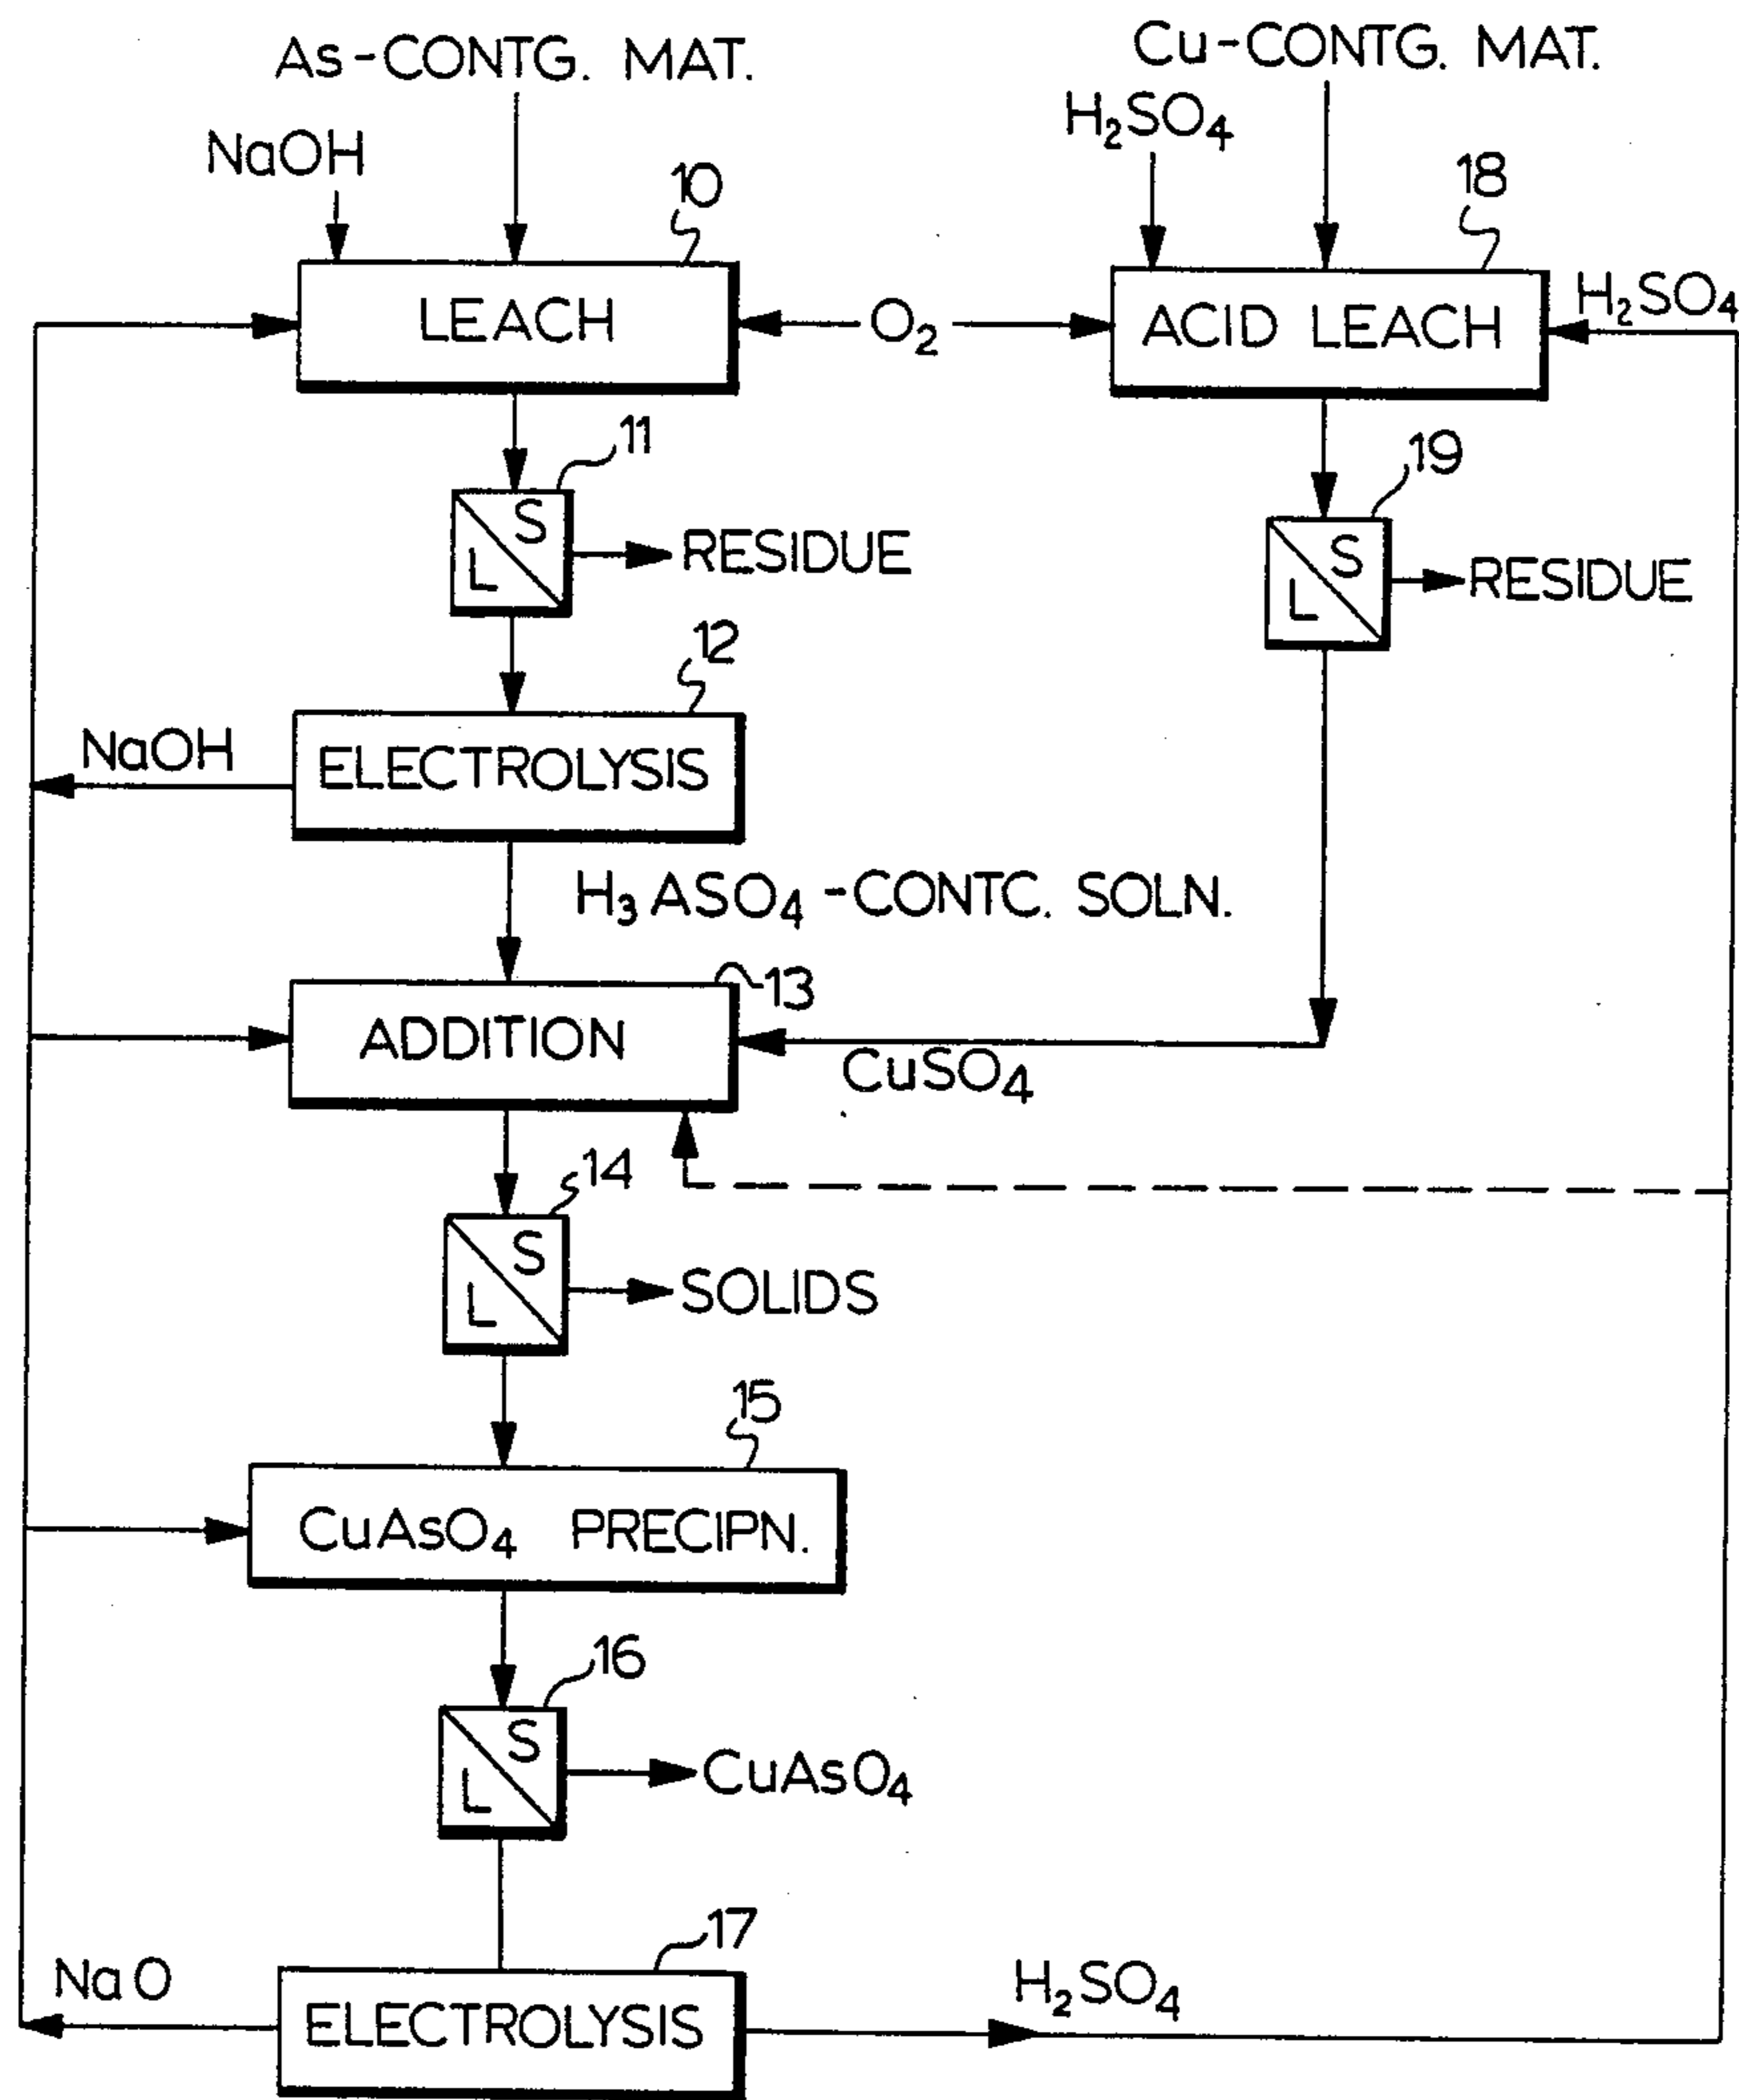 As-CONTG. MAT.
Cu-CONTG. MAT.
NaOH
H₂SO₄
10
18
LEACH
O₂
ACID LEACH
H₂SO₄
11
19
S
L
RESIDUE
S
L
RESIDUE
12
NaOH
ELECTROLYSIS
H₃ASO₄-CONTC. SOLN.
13
ADDITION
CuSO₄
14
S
L
SOLIDS
15
CuAsO₄ PRECIPN.
16
S
L
CuAsO₄
17
NaO
ELECTROLYSIS
H₂SO₄